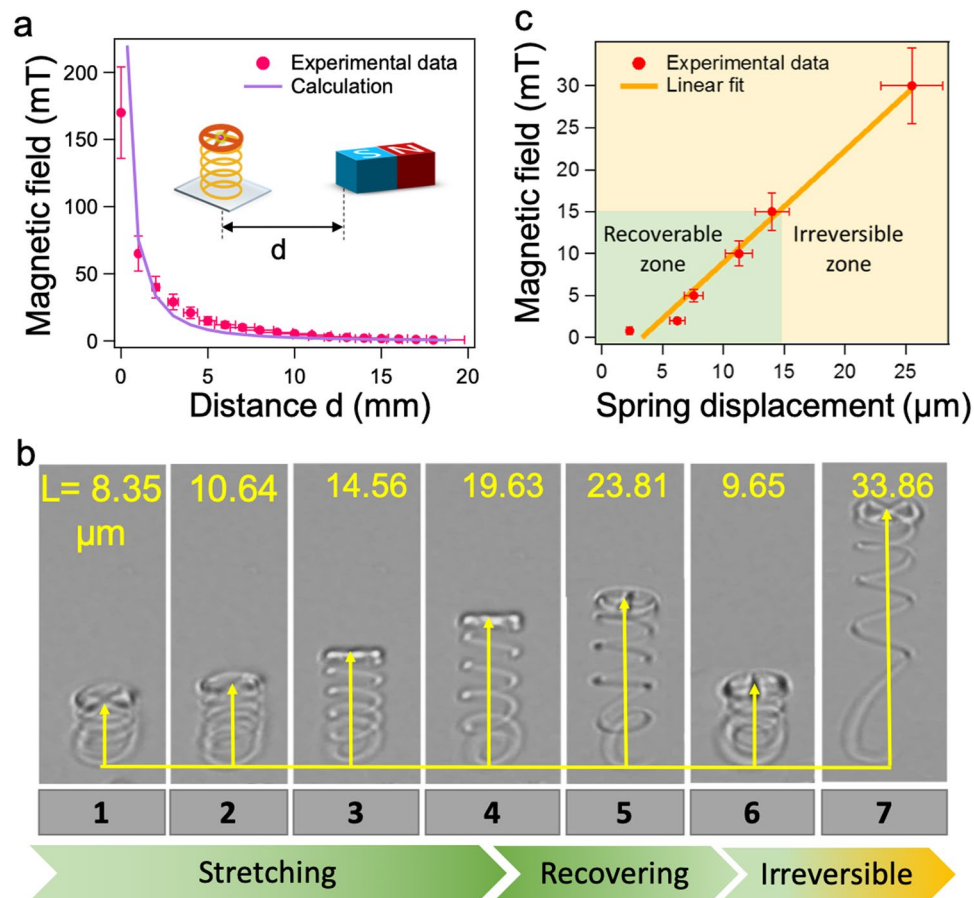 a
Magnetic field (mT)
200
150
100
50
0
Experimental data
Calculation
S N
d
0 5 10 15 20
Distance d (mm)
c
Magnetic field (mT)
30
25
20
15
10
5
0
Experimental data
Linear fit
Recoverable
zone
Irreversible
zone
0 5 10 15 20 25
Spring displacement (µm)
b
L= 8.35 10.64 14.56 19.63 23.81 9.65 33.86
µm
1 2 3 4 5 6 7
Stretching Recovering Irreversible